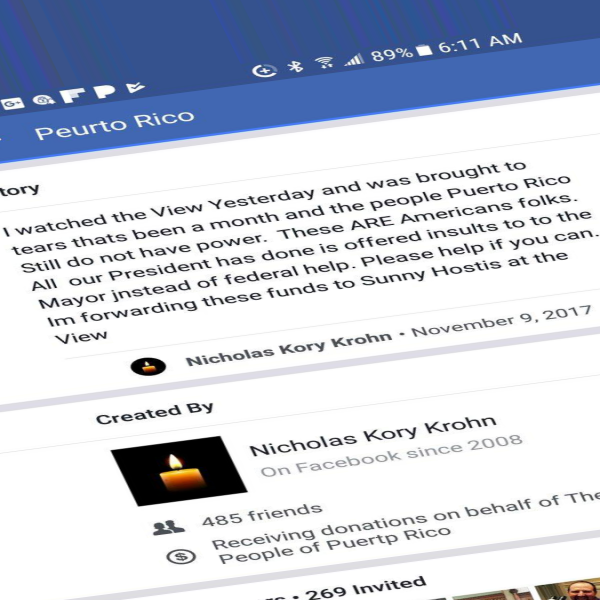 89% 6:11 AM
Peurto Rico
tory
I watched the View Yesterday and was brought to
tears thats been a month and the people Puerto Rico
Still do not have power. These ARE Americans folks.
All our President has done is offered insults to to the
Mayor jnstead of federal help. Please help if you can.
Im forwarding these funds to Sunny Hostis at the
View
Nicholas Kory Krohn • November 9, 2017
Created By
Nicholas Kory Krohn
On Facebook since 2008
485 friends
Receiving donations on behalf of The
People of Puertp Rico
• 269 Invited